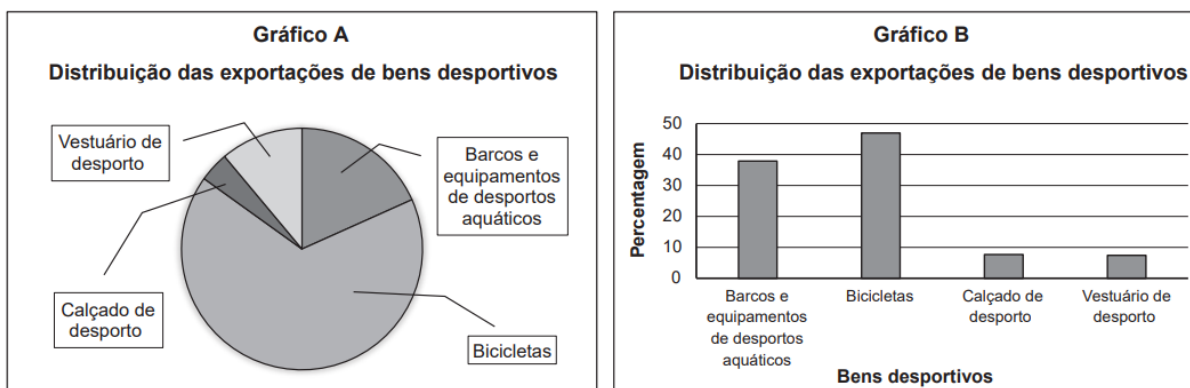 Gráfico A
Distribuição das exportações de bens desportivos
Vestuário de
desporto
Barcos e
equipamentos
de desportos
aquáticos
Calçado de
desporto
Bicicletas
Gráfico B
Distribuição das exportações de bens desportivos
Percentagem
50
40
30
20
10
0
Barcos e
equipamentos
de desportos
aquáticos
Bicicletas
Calçado de
desporto
Vestuário de
desporto
Bens desportivos